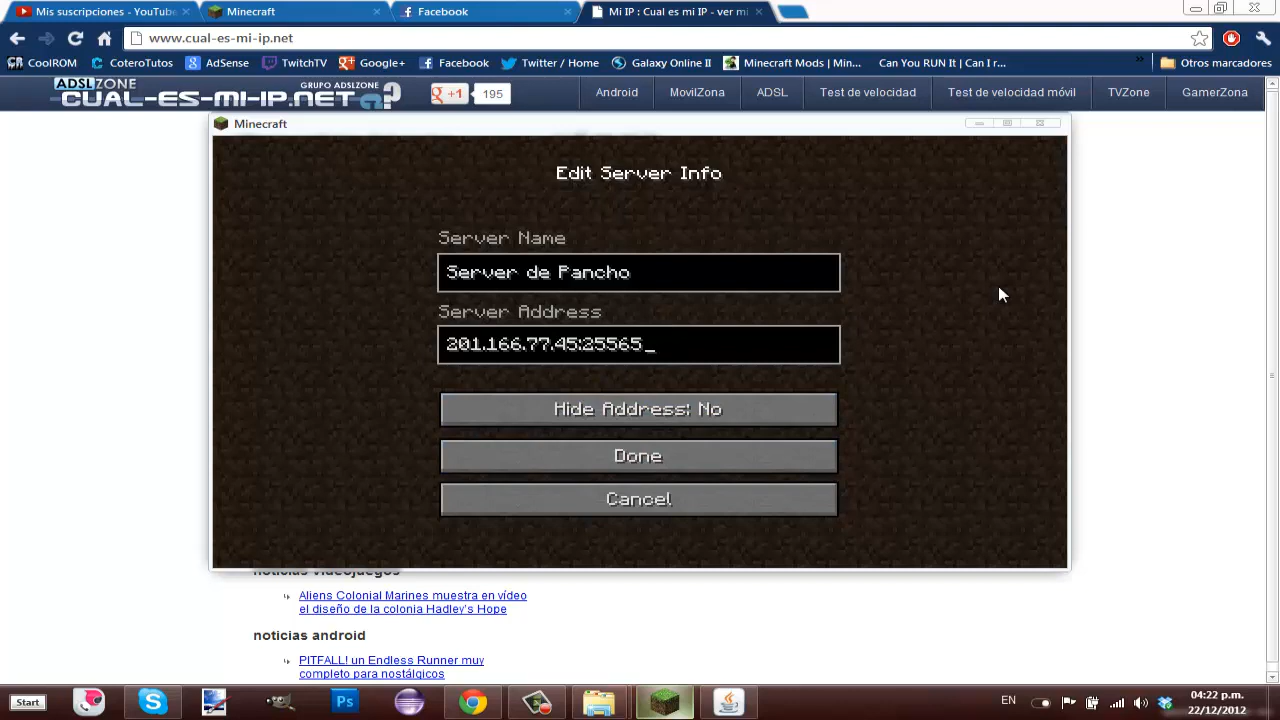 Mis suscripciones - YouTube
Minecraft
Facebook
Mi IP : Cual es mi IP - ver mi
www.cual-es-mi-ip.net
CoolROM
CoteroTutos
AdSense
TwitchTV
Google+
Facebook
Twitter / Home
Galaxy Online II
Minecraft Mods | Min...
Can You RUN It | Can I r...
»
Otros marcadores
ADSLZONE
GRUPO ADSLZONE
CUAL-ES-MI-IP.NET
+1
195
Android
MovilZona
ADSL
Test de velocidad
Test de velocidad móvil
TVZone
GamerZona
Minecraft
Edit Server Info
Server Name
Server de Pancho
Server Address
201.166.77.45:25565_
Hide Address: No
Done
Cancel
noticias videojuegos
Aliens Colonial Marines muestra en vídeo
el diseño de la colonia Hadley's Hope
noticias android
PITFALL! un Endless Runner muy
completo para nostálgicos
Start
Ps
EN
04:22 p.m.
22/12/2012